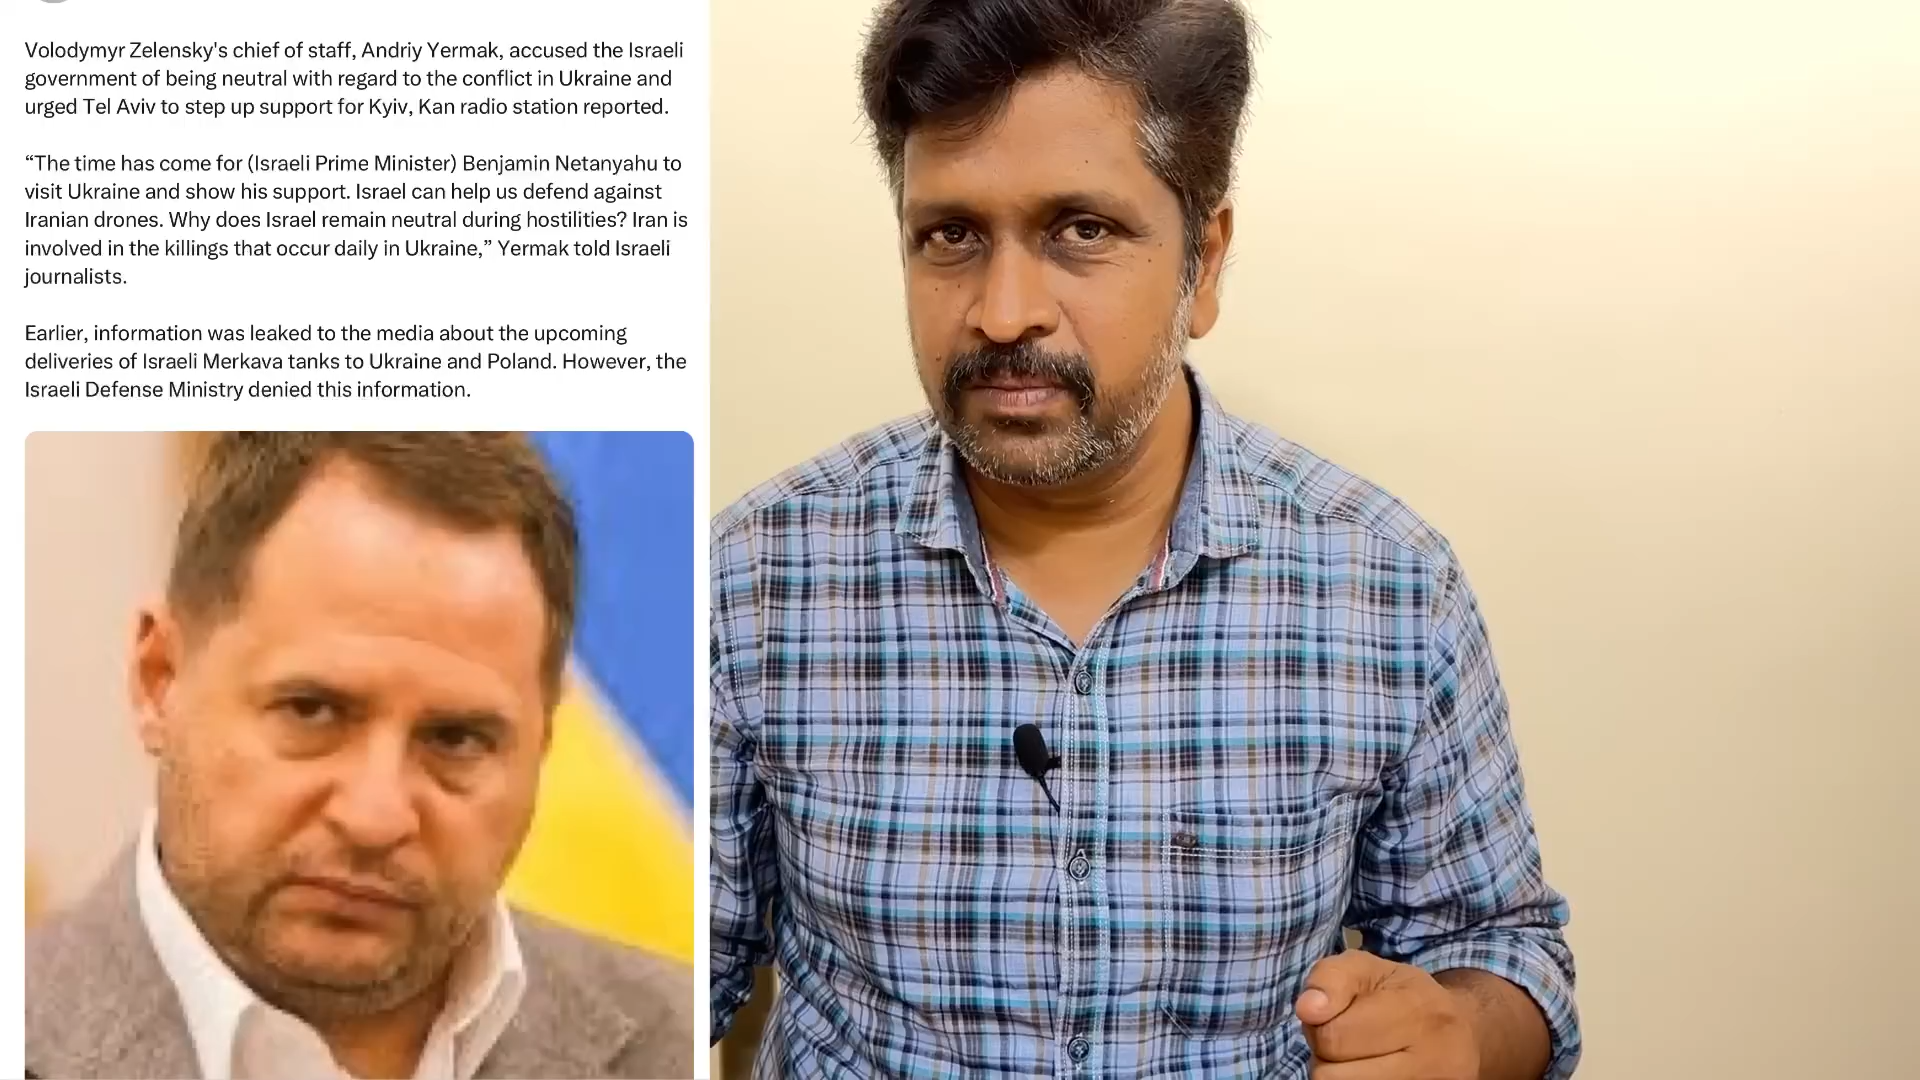 Volodymyr Zelensky's chief of staff, Andriy Yermak, accused the Israeli
government of being neutral with regard to the conflict in Ukraine and
urged Tel Aviv to step up support for Kyiv, Kan radio station reported.
“The time has come for (Israeli Prime Minister) Benjamin Netanyahu to
visit Ukraine and show his support. Israel can help us defend against
Iranian drones. Why does Israel remain neutral during hostilities? Iran is
involved in the killings that occur daily in Ukraine,” Yermak told Israeli
journalists.
Earlier, information was leaked to the media about the upcoming
deliveries of Israeli Merkava tanks to Ukraine and Poland. However, the
Israeli Defense Ministry denied this information.